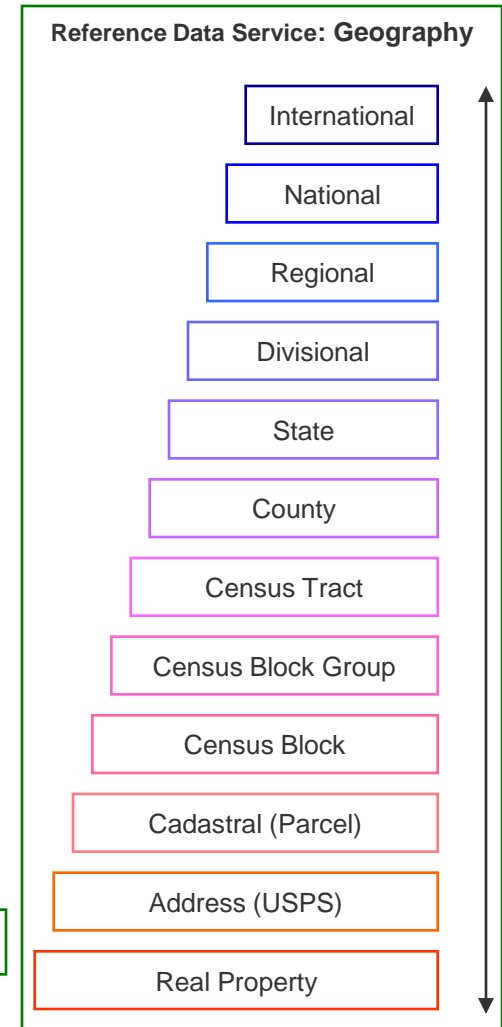 Reference Data Service: Geography
International
National
Regional
Divisional
State
County
Census Tract
Census Block Group
Census Block
Cadastral (Parcel)
Address (USPS)
Real Property